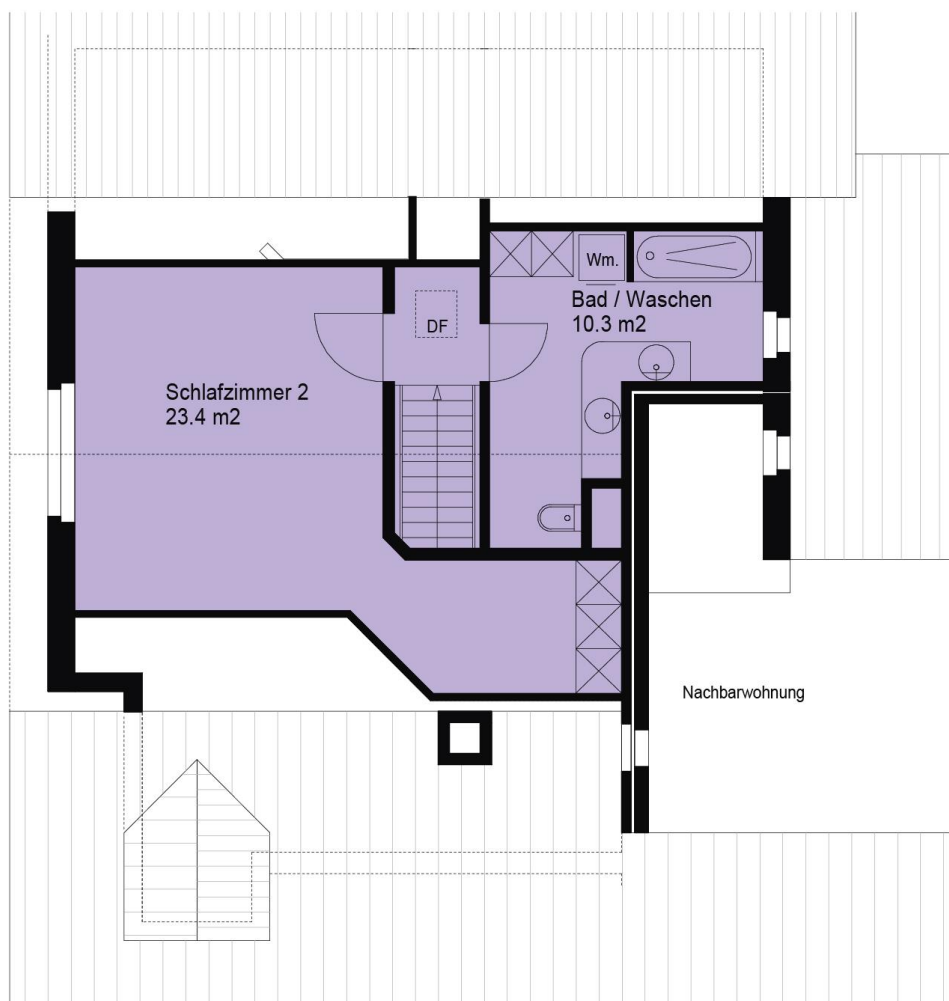 Wm.
Bad / Waschen
10.3 m2
DF
Schlafzimmer 2
23.4 m2
Nachbarwohnung